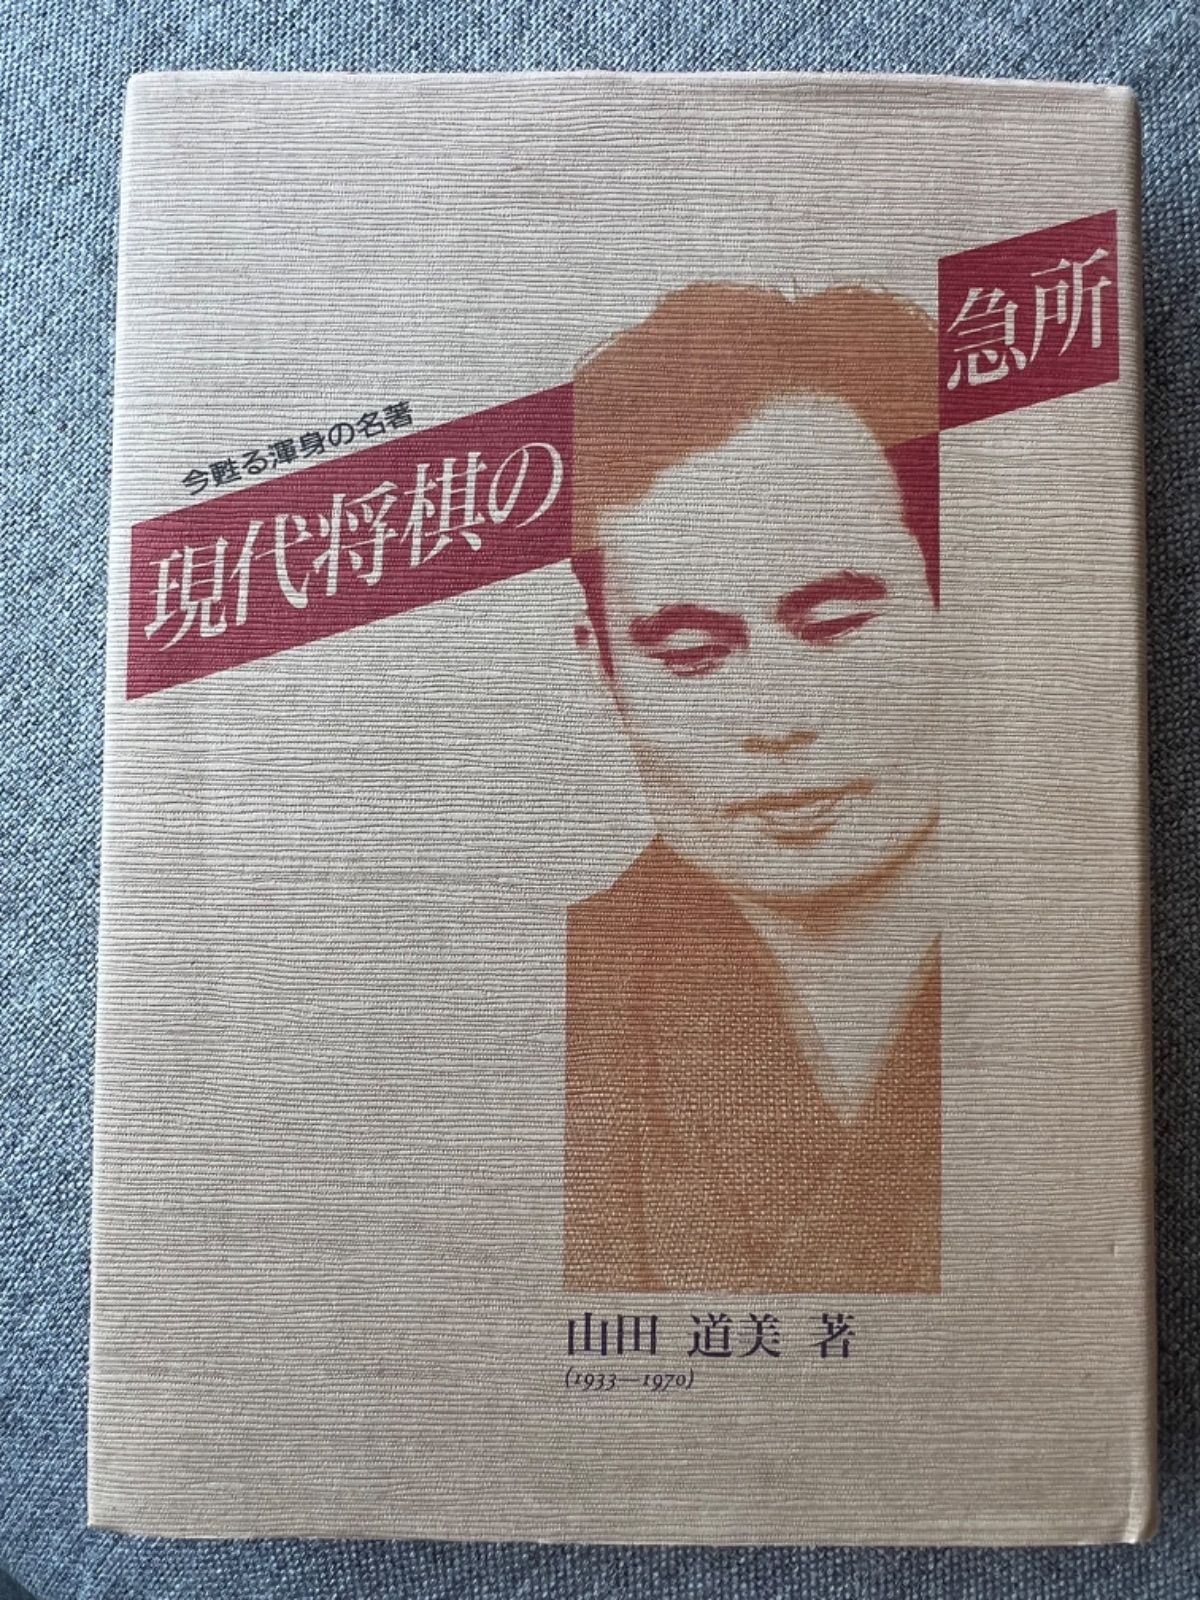 今甦る渾身の名著
現代将棋の急所
山田 道美 著
(1933—1970)